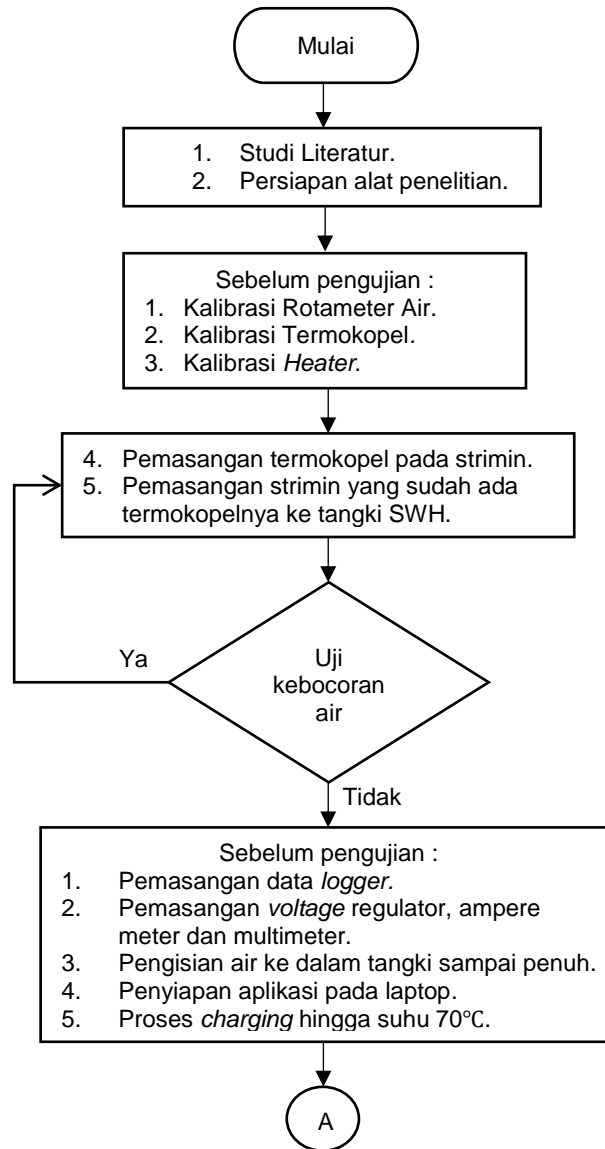 Mulai
1. Studi Literatur.
2. Persiapan alat penelitian.
Sebelum pengujian :
1. Kalibrasi Rotameter Air.
2. Kalibrasi Termokopel.
3. Kalibrasi Heater.
4. Pemasangan termokopel pada strimin.
5. Pemasangan strimin yang sudah ada
termokopelnya ke tangki SWH.
Ya
Uji
kebocoran
air
Tidak
Sebelum pengujian :
1. Pemasangan data logger.
2. Pemasangan voltage regulator, ampere
meter dan multimeter.
3. Pengisian air ke dalam tangki sampai penuh.
4. Penyiapan aplikasi pada laptop.
5. Proses charging hingga suhu 70℃.
A